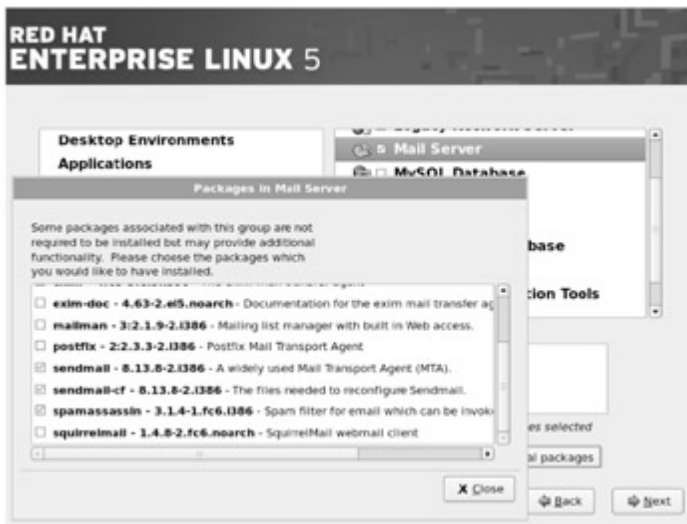 RED HAT
ENTERPRISE LINUX 5
Desktop Environments
Applications
Mail Server
MySQL Database
base
tion Tools
Packages in Mail Server
Some packages associated with this group are not
required to be installed but may provide additional
functionality. Please choose the packages which
you would like to have installed.
exim-doc - 4.63-2.el5.noarch - Documentation for the exim mail transfer ag
mailman - 3:2.1.9-2.i386 - Mailing list manager with built in Web access.
postfix - 2:2.3.3-2.i386 - Postfix Mail Transport Agent
sendmail - 8.13.8-2.i386 - A widely used Mail Transport Agent (MTA).
sendmail-cf - 8.13.8-2.i386 - The files needed to reconfigure Sendmail.
spamassassin - 3.1.4-1.fc6.i386 - Spam filter for email which can be invok
squirrelmail - 1.4.8-2.fc6.noarch - SquirrelMail webmail client
es selected
al packages
Close
Back
Next